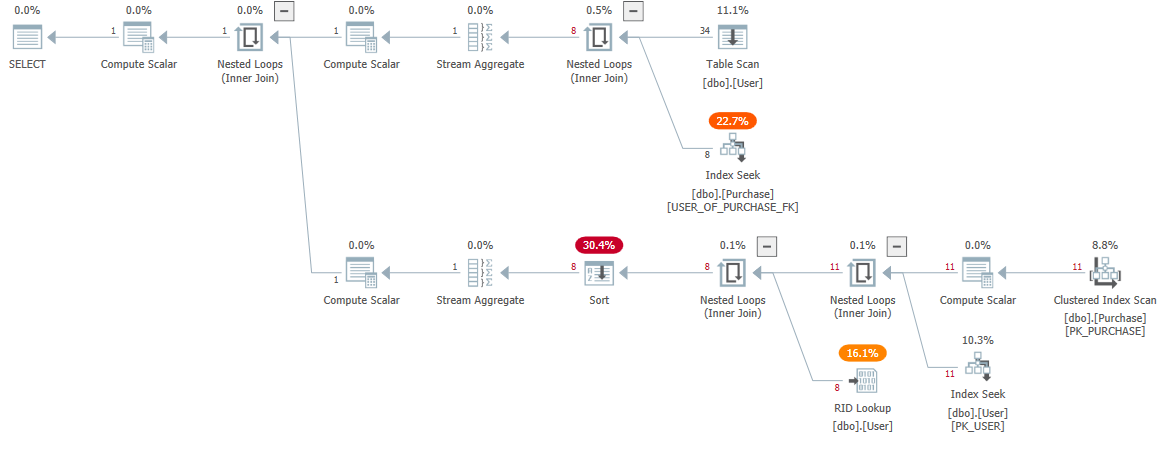 0.0% 0.0% 0.0% 0.0% 0.0% 0.5% 11.1%
1 1 1 1 8 34
SELECT Compute Scalar Nested Loops Compute Scalar Stream Aggregate Nested Loops Table Scan
(Inner Join) (Inner Join) [dbo].[User]
22.7%
8
Index Seek
[dbo].[Purchase]
[USER_OF_PURCHASE_FK]
0.0% 0.0% 30.4% 0.1% 0.1% 0.0% 8.8%
1 1 8 8 11 11 11
Compute Scalar Stream Aggregate Sort Nested Loops Nested Loops Compute Scalar Clustered Index Scan
(Inner Join) (Inner Join) [dbo].[Purchase]
[PK_PURCHASE]
10.3%
16.1%
11
8
Index Seek
RID Lookup [dbo].[User]
[dbo].[User] [PK_USER]